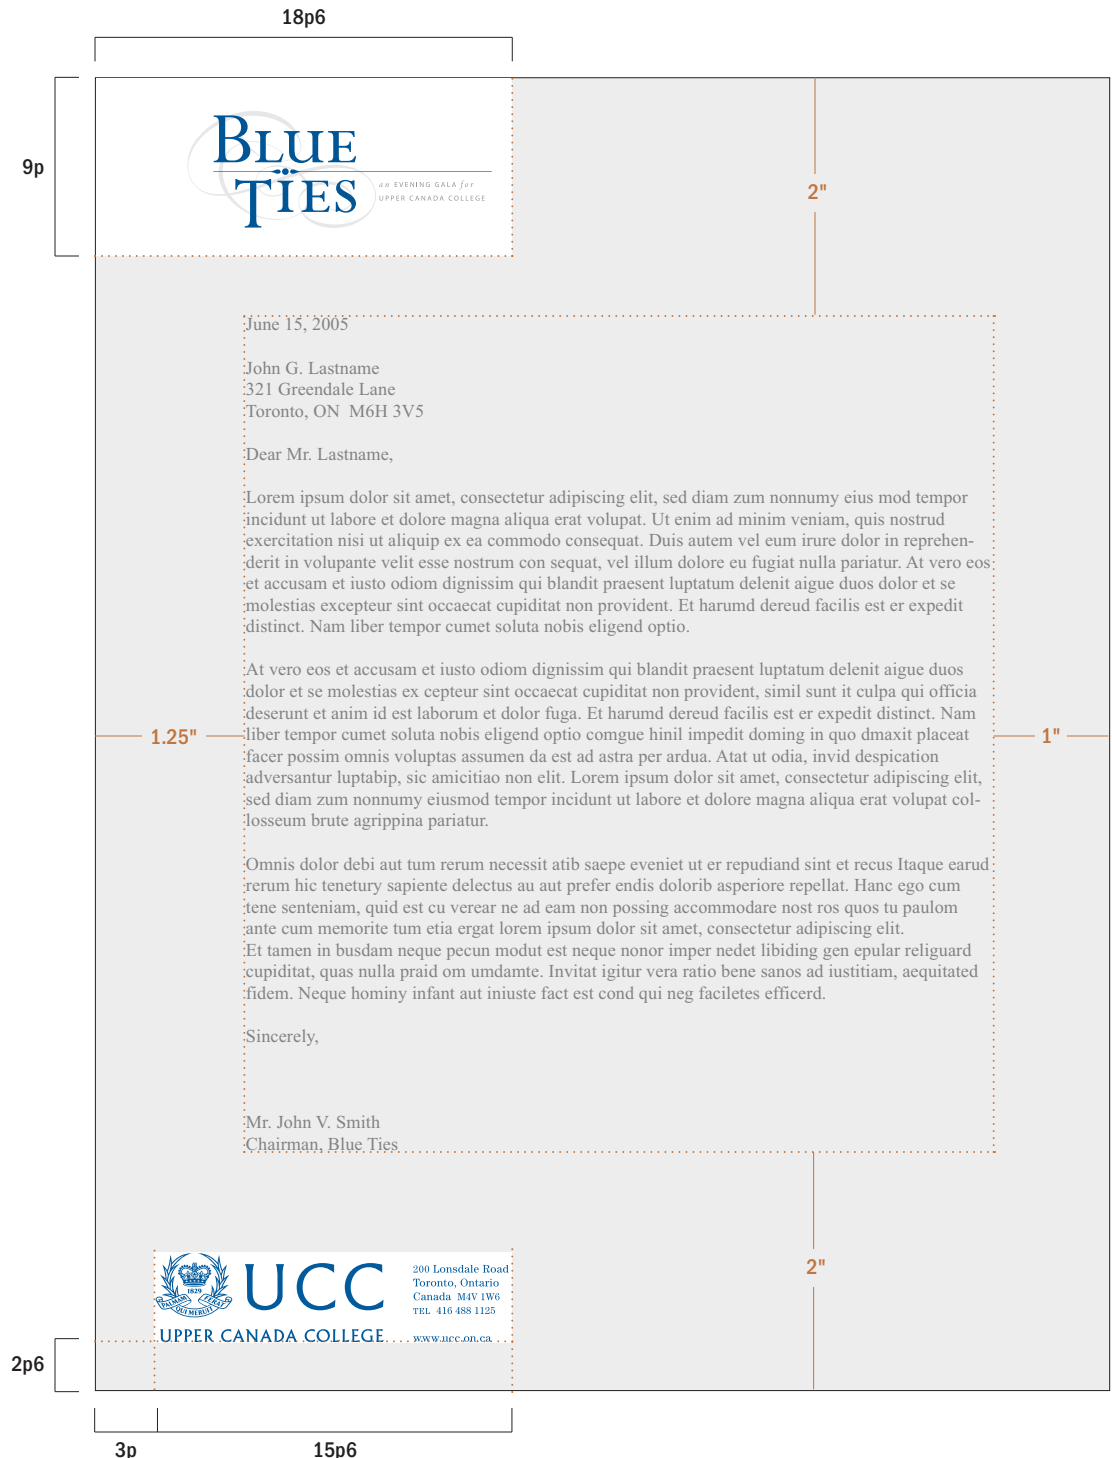 18p6
9p
BLUE
TIES
an EVENING GALA for
UPPER CANADA COLLEGE
2"
June 15, 2005
John G. Lastname
321 Greendale Lane
Toronto, ON  M6H 3V5
Dear Mr. Lastname,
Lorem ipsum dolor sit amet, consectetur adipiscing elit, sed diam zum nonnumy eius mod tempor
incidunt ut labore et dolore magna aliqua erat volupat. Ut enim ad minim veniam, quis nostrud
exercitation nisi ut aliquip ex ea commodo consequat. Duis autem vel eum irure dolor in reprehen-
derit in volupante velit esse nostrum con sequat, vel illum dolore eu fugiat nulla pariatur. At vero eos
et accusam et iusto odiom dignissim qui blandit praesent luptatum delenit aigue duos dolor et se
molestias excepteur sint occaecat cupiditat non provident. Et harumd dereud facilis est er expedit
distinct. Nam liber tempor cumet soluta nobis eligend optio.
At vero eos et accusam et iusto odiom dignissim qui blandit praesent luptatum delenit aigue duos
dolor et se molestias ex cepteur sint occaecat cupiditat non provident, simil sunt it culpa qui officia
deserunt et anim id est laborum et dolor fuga. Et harumd dereud facilis est er expedit distinct. Nam
liber tempor cumet soluta nobis eligend optio comgue hinil impedit doming in quo dmaxit placeat
facer possim omnis voluptas assumen da est ad astra per ardua. Atat ut odia, invid despication
adversantur luptabip, sic amicitiao non elit. Lorem ipsum dolor sit amet, consectetur adipiscing elit,
sed diam zum nonnumy eiusmod tempor incidunt ut labore et dolore magna aliqua erat volupat col-
losseum brute agrippina pariatur.
1.25"
1"
Omnis dolor debi aut tum rerum necessit atib saepe eveniet ut er repudiand sint et recus Itaque earud
rerum hic tenetury sapiente delectus au aut prefer endis dolorib asperiore repellat. Hanc ego cum
tene senteniam, quid est cu verear ne ad eam non possing accommodare nost ros quos tu paulom
ante cum memorite tum etia ergat lorem ipsum dolor sit amet, consectetur adipiscing elit.
Et tamen in busdam neque pecun modut est neque nonor imper nedet libiding gen epular religuard
cupiditat, quas nulla praid om umdamte. Invitat igitur vera ratio bene sanos ad iustitiam, aequitated
fidem. Neque hominy infant aut iniuste fact est cond qui neg faciletes efficerd.
Sincerely,
Mr. John V. Smith
Chairman, Blue Ties
2"
1829
PALMAM QUI MERUIT FERAT
UCC
UPPER CANADA COLLEGE
200 Lonsdale Road
Toronto, Ontario
Canada  M4V 1W6
TEL  416 488 1125
www.ucc.on.ca
2p6
3p
15p6